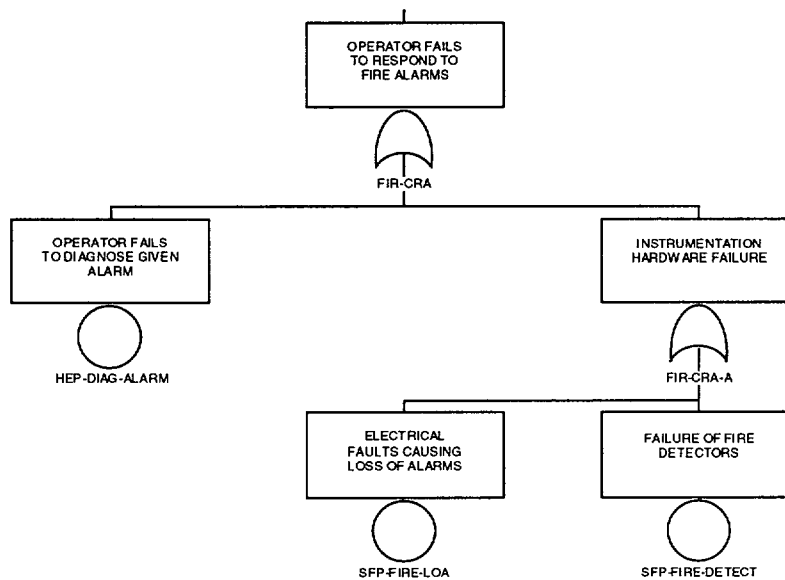 OPERATOR FAILS
TO RESPOND TO
FIRE ALARMS
FIR-CRA
OPERATOR FAILS
TO DIAGNOSE GIVEN
ALARM
HEP-DIAG-ALARM
INSTRUMENTATION
HARDWARE FAILURE
FIR-CRA-A
ELECTRICAL
FAULTS CAUSING
LOSS OF ALARMS
SFP-FIRE-LOA
FAILURE OF FIRE
DETECTORS
SFP-FIRE-DETECT